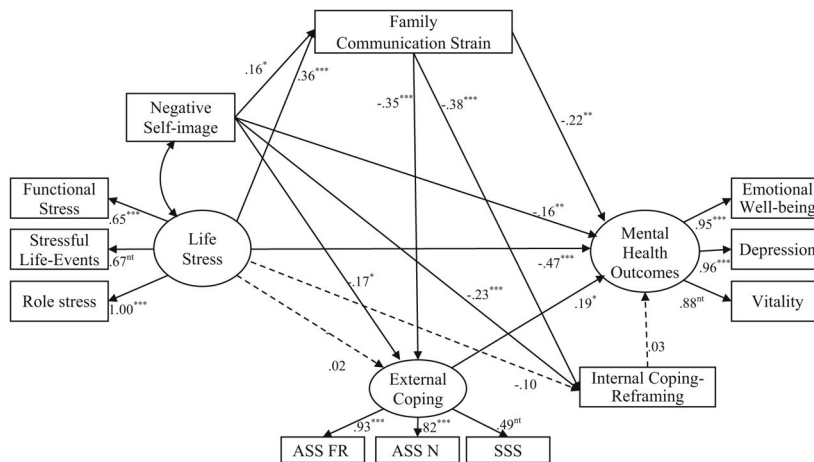 Family
Communication Strain
.16*
.36***
Negative
Self-image
-.35***
-.38***
-.22**
Functional
Stress
.65***
Stressful
Life-Events
.67nt
Role stress
1.00***
Life
Stress
-.16**
-.47***
Mental
Health
Outcomes
Emotional
Well-being
.95***
Depression
.96***
Vitality
.88nt
-.17*
-.23***
.19*
.02
-.10
.03
External
Coping
Internal Coping-
Reframing
.93***
.82***
.49nt
ASS FR
ASS N
SSS